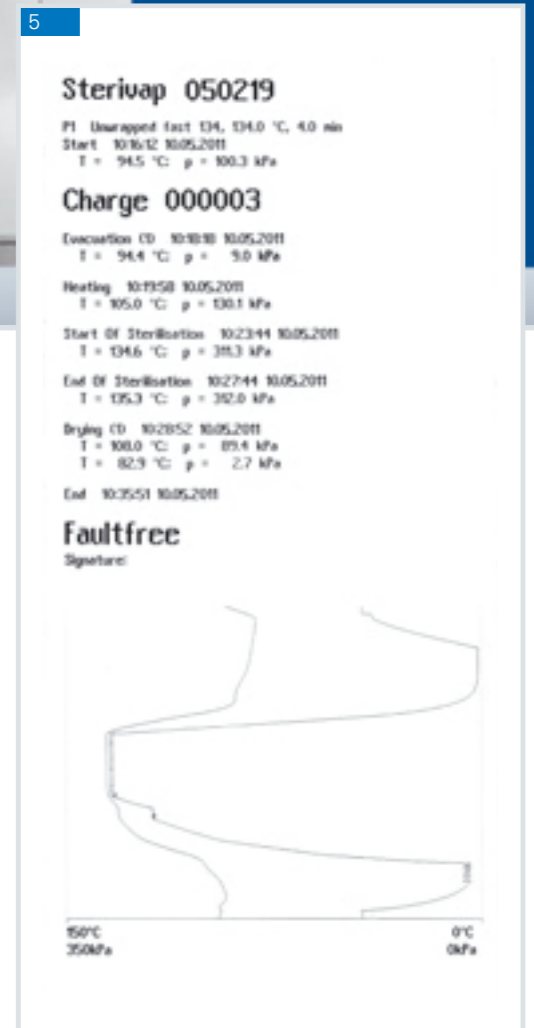 5
Sterivap 050219
P1 Unwrapped fast 134, 134.0 °C, 4.0 min
Start 10:16:12 10.05.2011
T = 94.5 °C; p = 100.3 kPa
Charge 000003
Evacuation (1) 10:18:18 10.05.2011
T = 94.4 °C; p = 9.0 kPa
Heating 10:19:58 10.05.2011
T = 105.0 °C; p = 130.1 kPa
Start Of Sterilisation 10:23:44 10.05.2011
T = 134.6 °C; p = 311.3 kPa
End Of Sterilisation 10:27:44 10.05.2011
T = 135.3 °C; p = 312.0 kPa
Drying (1) 10:28:52 10.05.2011
T = 108.0 °C; p = 89.4 kPa
T = 82.9 °C; p = 2.7 kPa
End 10:35:51 10.05.2011
Faultfree
Signature:
150°C 0°C
350kPa 0kPa